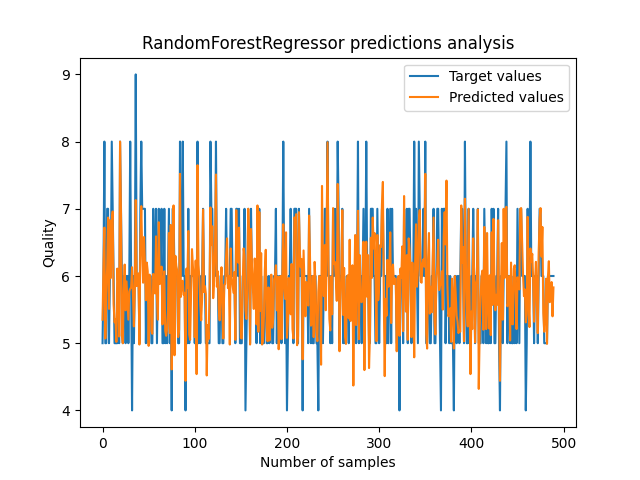 RandomForestRegressor predictions analysis
Target values
Predicted values
9
8
7
6
5
4
Quality
0
100
200
300
400
500
Number of samples